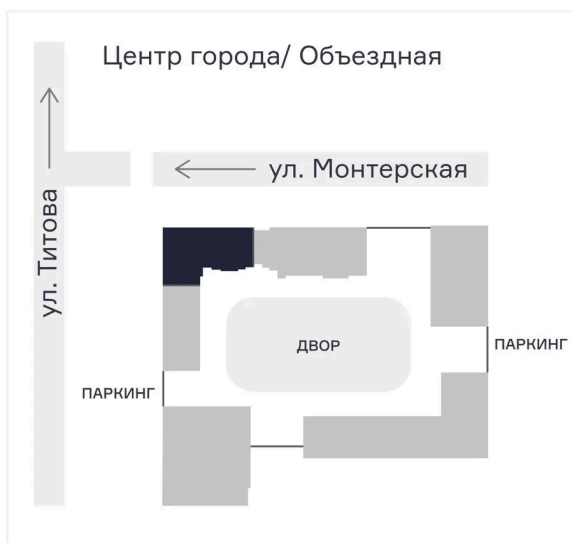 Центр города/ Объездная
ул. Монтерская
ул. Титова
ДВОР
ПАРКИНГ
ПАРКИНГ